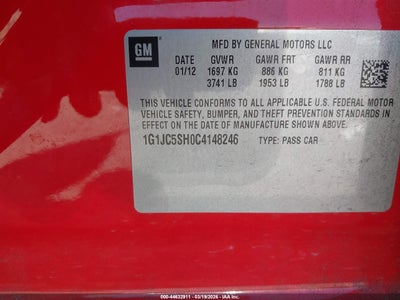 GM
MFD BY GENERAL MOTORS LLC
DATE GVWR GAWR FRT GAWR RR
01/12 1697 KG 886 KG 811 KG
3741 LB 1953 LB 1788 LB
THIS VEHICLE CONFORMS TO ALL APPLICABLE U.S. FEDERAL MOTOR
VEHICLE SAFETY, BUMPER, AND THEFT PREVENTION STANDARDS
IN EFFECT ON THE DATE OF MANUFACTURE SHOWN ABOVE.
1G1JC5SH0C4148246 TYPE: PASS CAR
000-44632911 - 03/19/2026 - IAA, Inc.